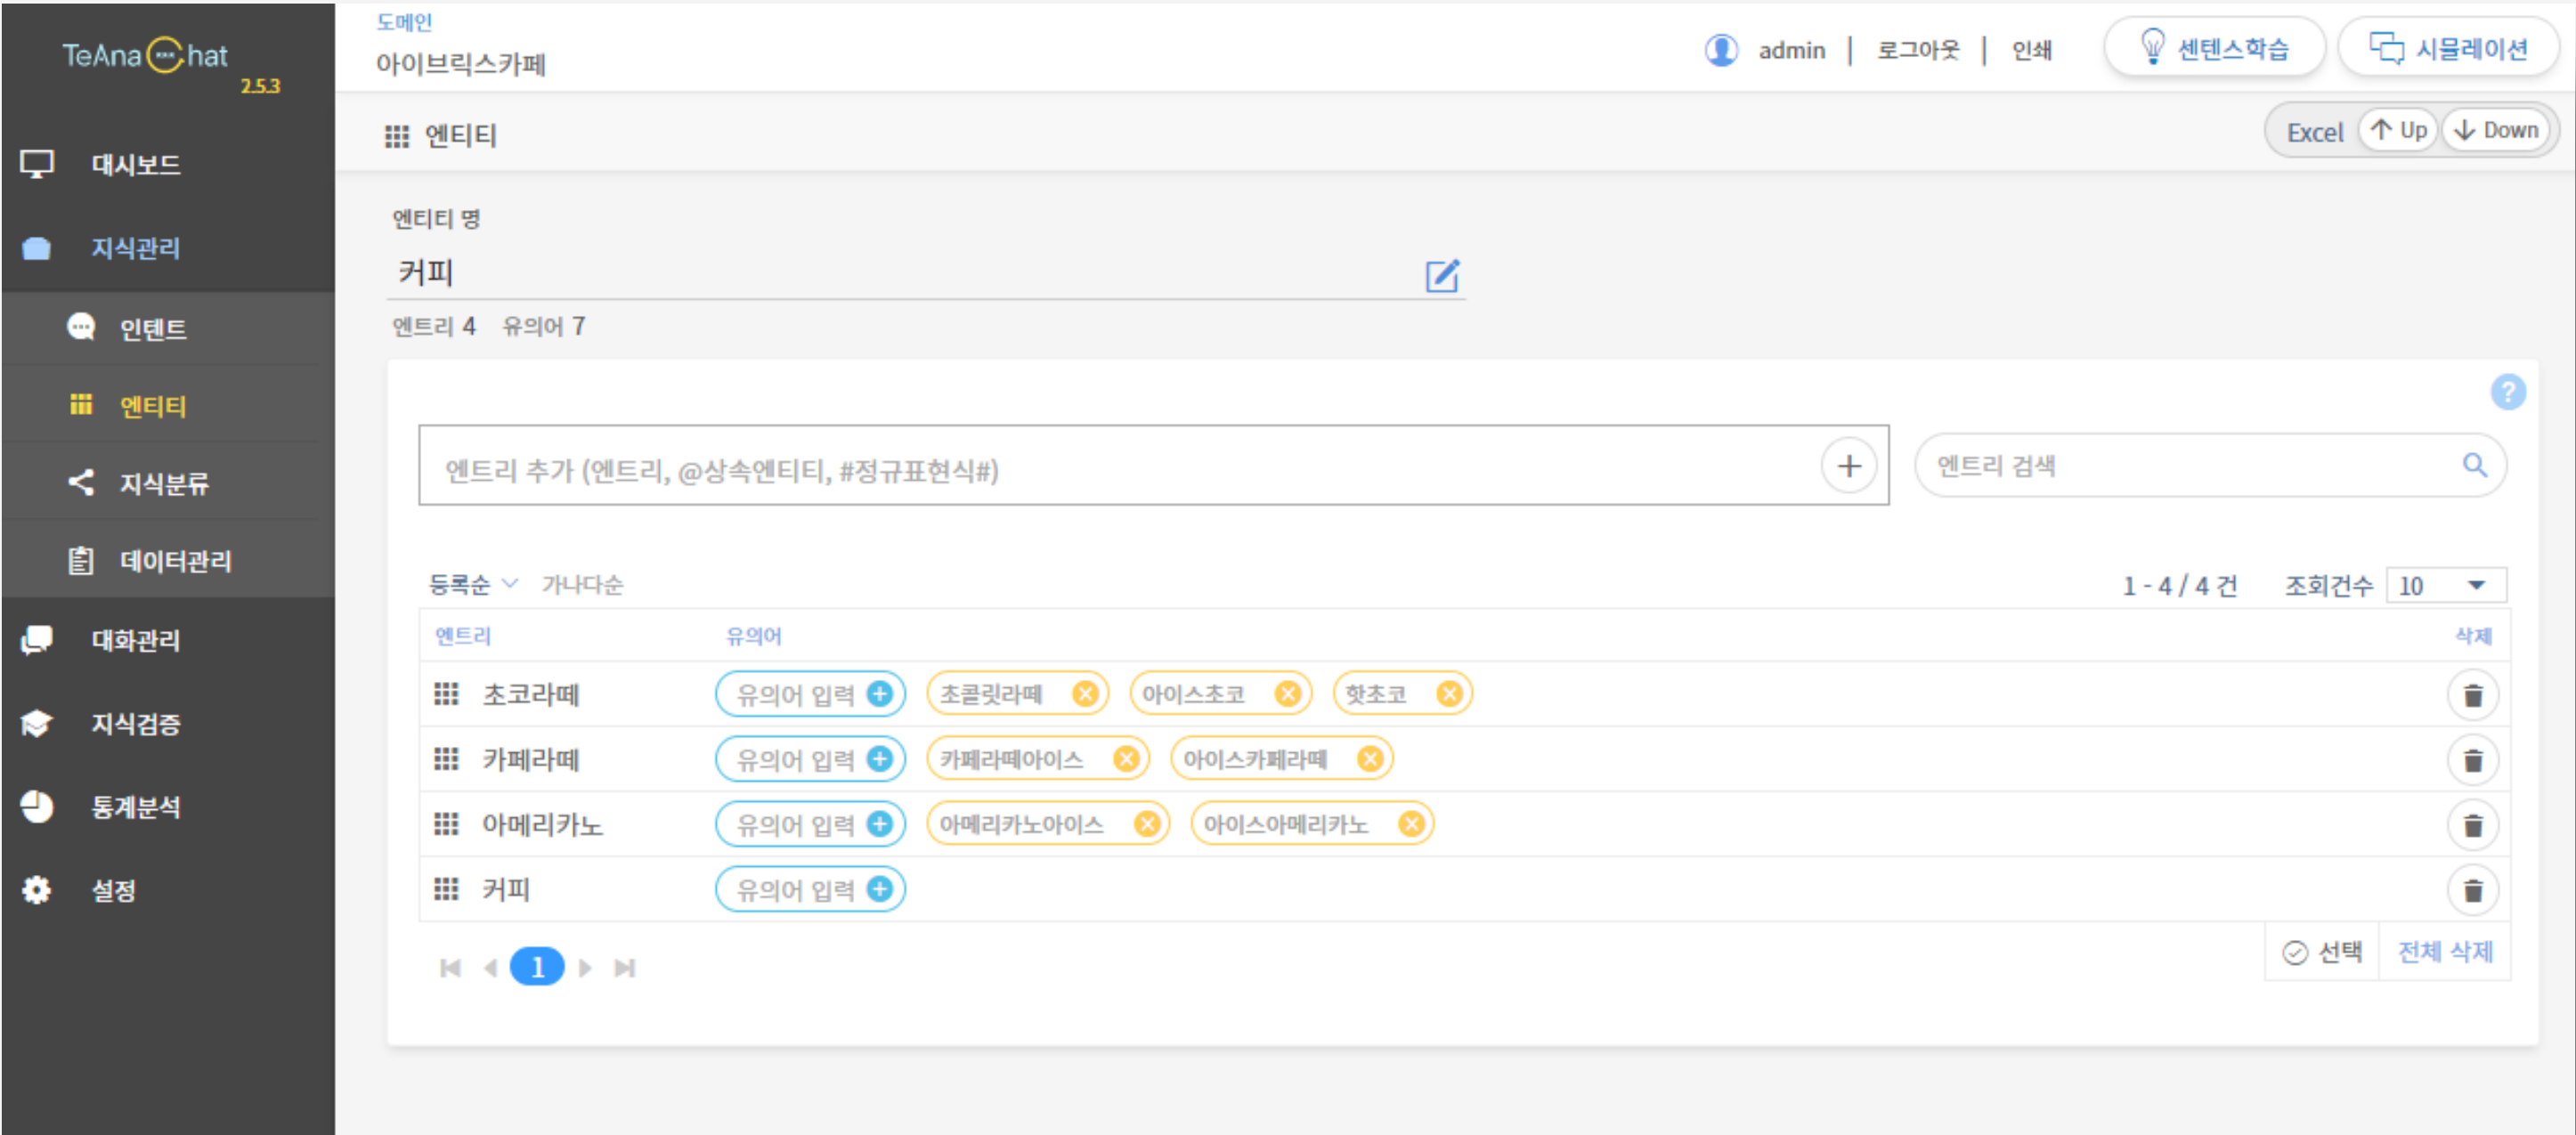 TeAna Chat
2.5.3
대시보드
지식관리
인텐트
엔티티
지식분류
데이터관리
대화관리
지식검증
통계분석
설정
도메인
아이브릭스카페
admin | 로그아웃 | 인쇄
센텐스학습
시뮬레이션
엔티티
Excel Up Down
엔티티 명
커피
엔트리 4 유의어 7
?
엔트리 추가 (엔트리, @상속엔티티, #정규표현식#)
엔트리 검색
등록순 가나다순
1 - 4 / 4 건 조회건수 10
엔트리 유의어 삭제
초코라떼 유의어 입력 초콜릿라떼 아이스초코 핫초코
카페라떼 유의어 입력 카페라떼아이스 아이스카페라떼
아메리카노 유의어 입력 아메리카노아이스 아이스아메리카노
커피 유의어 입력
1
선택 전체 삭제